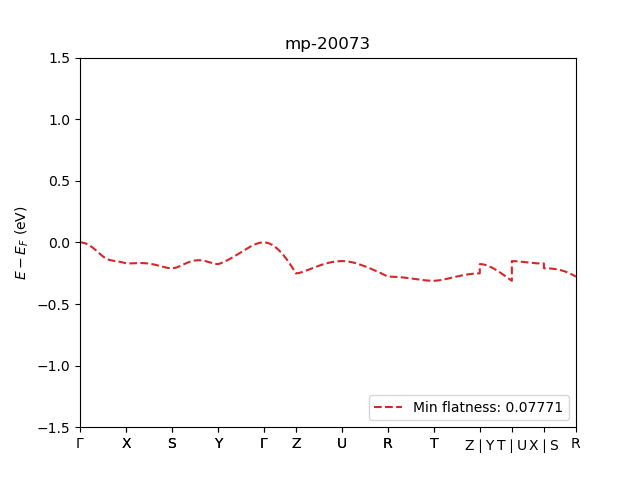 mp-20073
E − E_F (eV)
1.5
1.0
0.5
0.0
−0.5
−1.0
−1.5
Min flatness: 0.07771
Γ X S Y Γ Z U R T Z | Y T | U X | S R